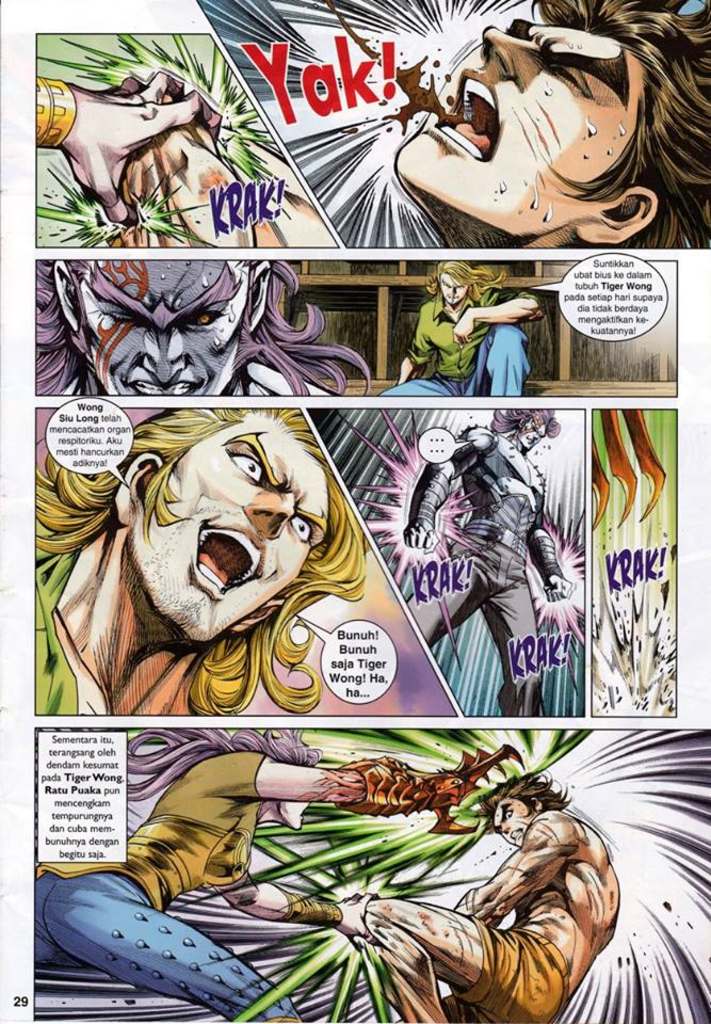 Yak!
KRAK!
Suntikkan
ubat bius ke dalam
tubuh Tiger Wong
pada setiap hari supaya
tidak berdaya
mengaktifkan ke-
kuatannya!
Wong
Siu Long telah
mencacatkan organ
respitoriku. Aku
mesti hancurkan
adiknya!
Bunuh!
Bunuh
saja Tiger
Wong! Ha,
ha...
...
KRAK!
KRAK!
KRAK!
Sementara itu,
terangsang oleh
dendam kesumat
pada Tiger Wong,
Ratu Puaka pun
mencengkam
tempurungnya
dan cuba mem-
bunuhnya dengan
begitu saja.
29